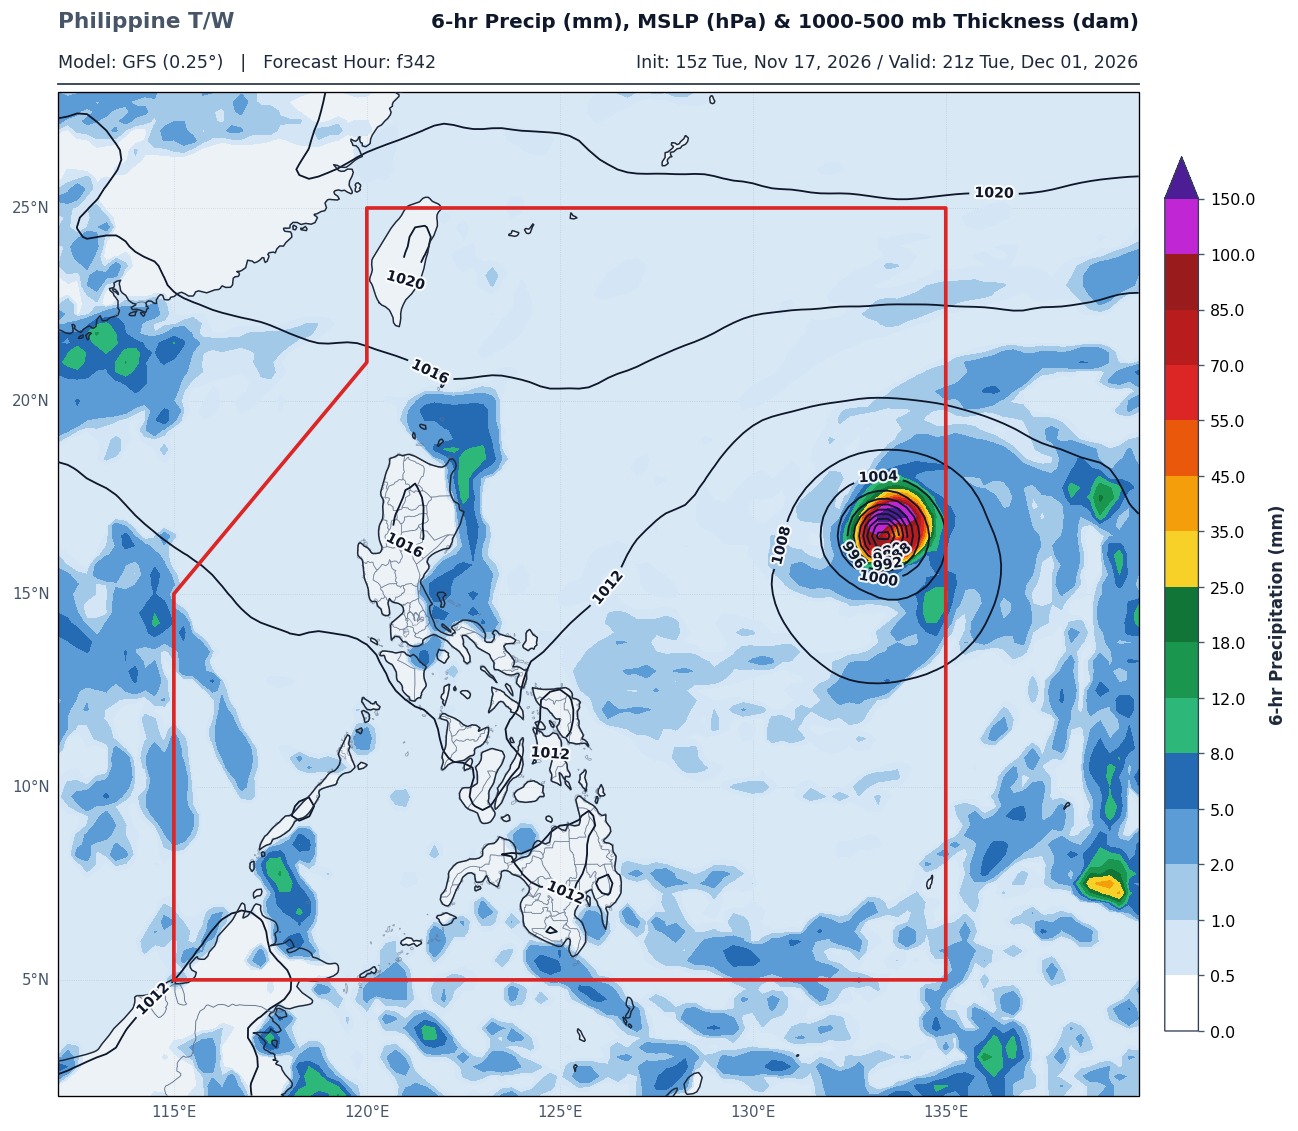 Philippine T/W
6-hr Precip (mm), MSLP (hPa) & 1000-500 mb Thickness (dam)
Model: GFS (0.25°) | Forecast Hour: f342
Init: 15z Tue, Nov 17, 2026 / Valid: 21z Tue, Dec 01, 2026
25°N
20°N
15°N
10°N
5°N
115°E
120°E
125°E
130°E
135°E
1020
1020
1016
1016
1004
1008
996
992
1000
1012
1012
1012
1012
150.0
100.0
85.0
70.0
55.0
45.0
35.0
25.0
18.0
12.0
8.0
5.0
2.0
1.0
0.5
0.0
6-hr Precipitation (mm)